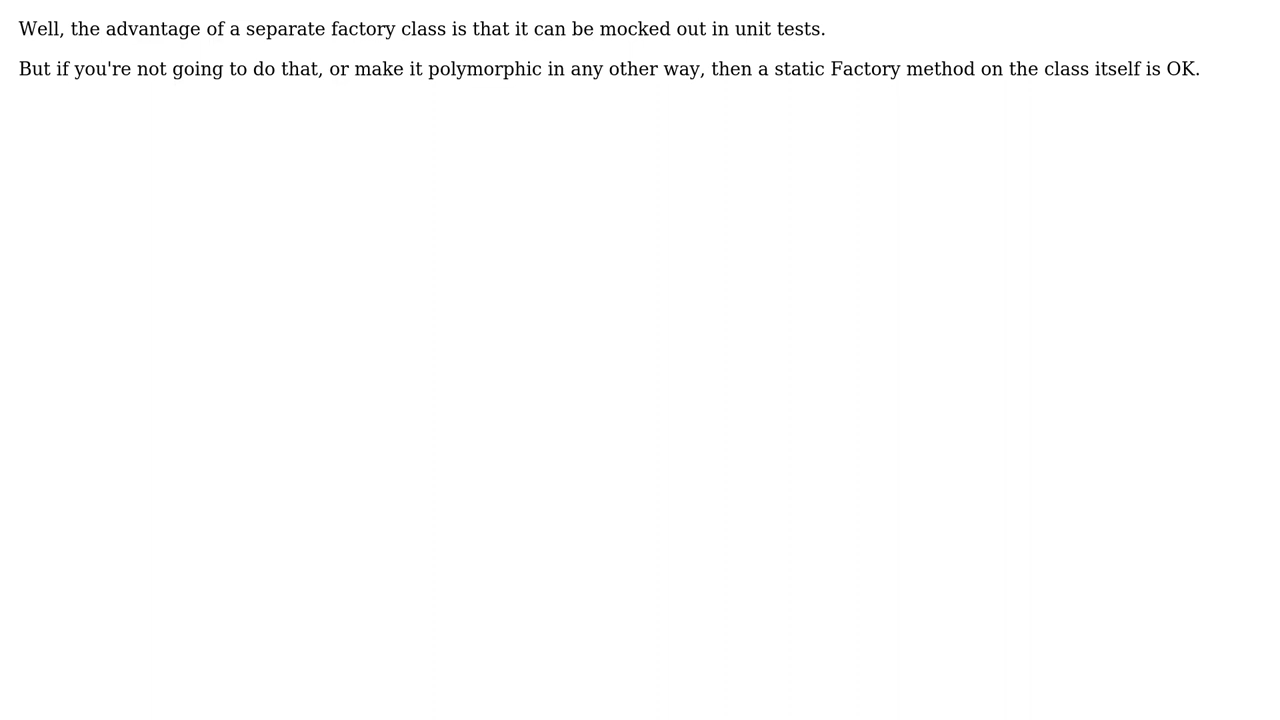 Well, the advantage of a separate factory class is that it can be mocked out in unit tests.
But if you're not going to do that, or make it polymorphic in any other way, then a static Factory method on the class itself is OK.